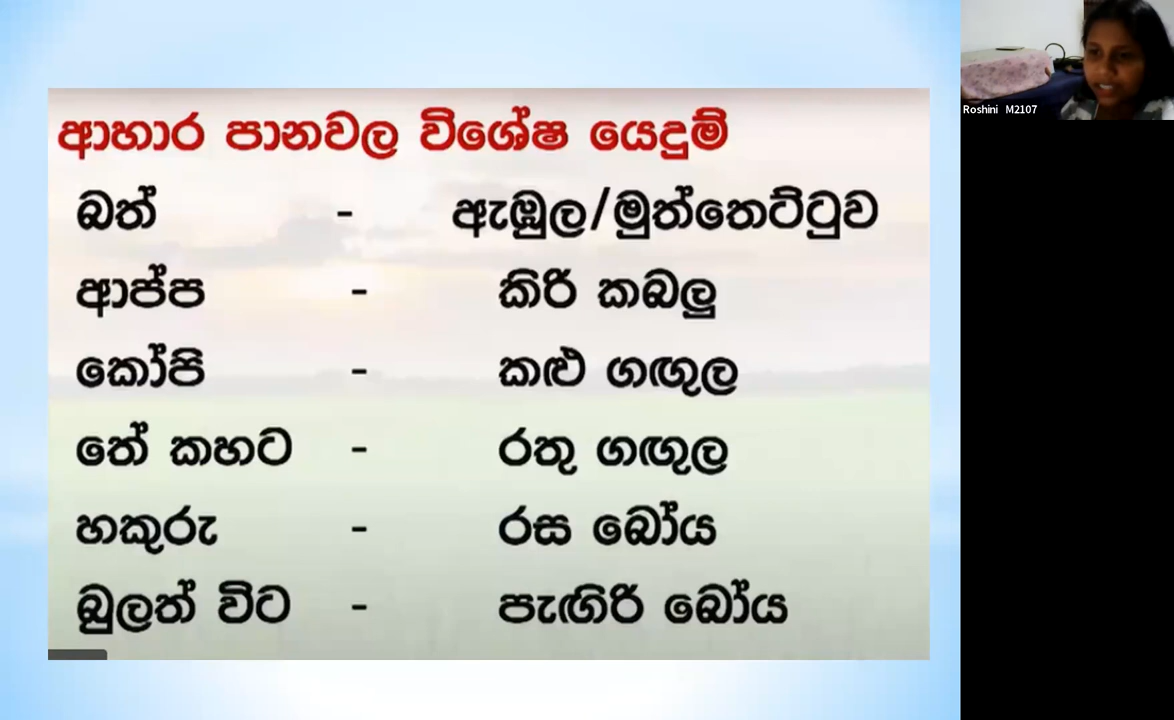 ආහාර පානවල විශේෂ යෙදුම්
බත් - ඇඹුල/මුත්තෙට්ටුව
ආප්ප - කිරි කබලු
කෝපි - කළු ගඟුල
තේ කහට - රතු ගඟුල
හකුරු - රස බෝය
බුලත් විට - පැඟිරි බෝය
Roshini M2107